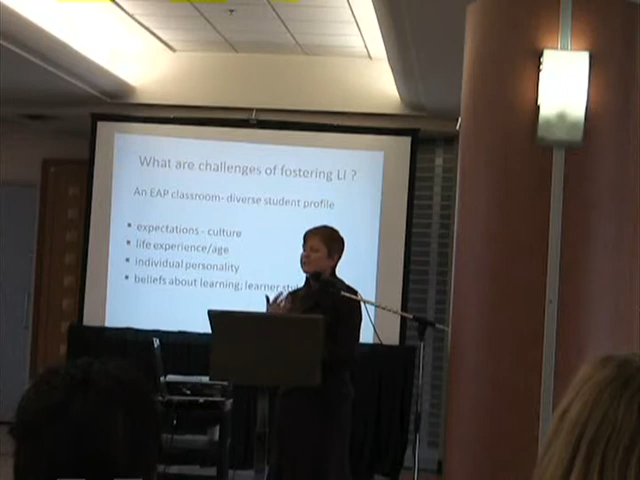 What are challenges of fostering LI ?
An EAP classroom- diverse student profile
▪ expectations - culture
▪ life experience/age
▪ individual personality
▪ beliefs about learning; learner